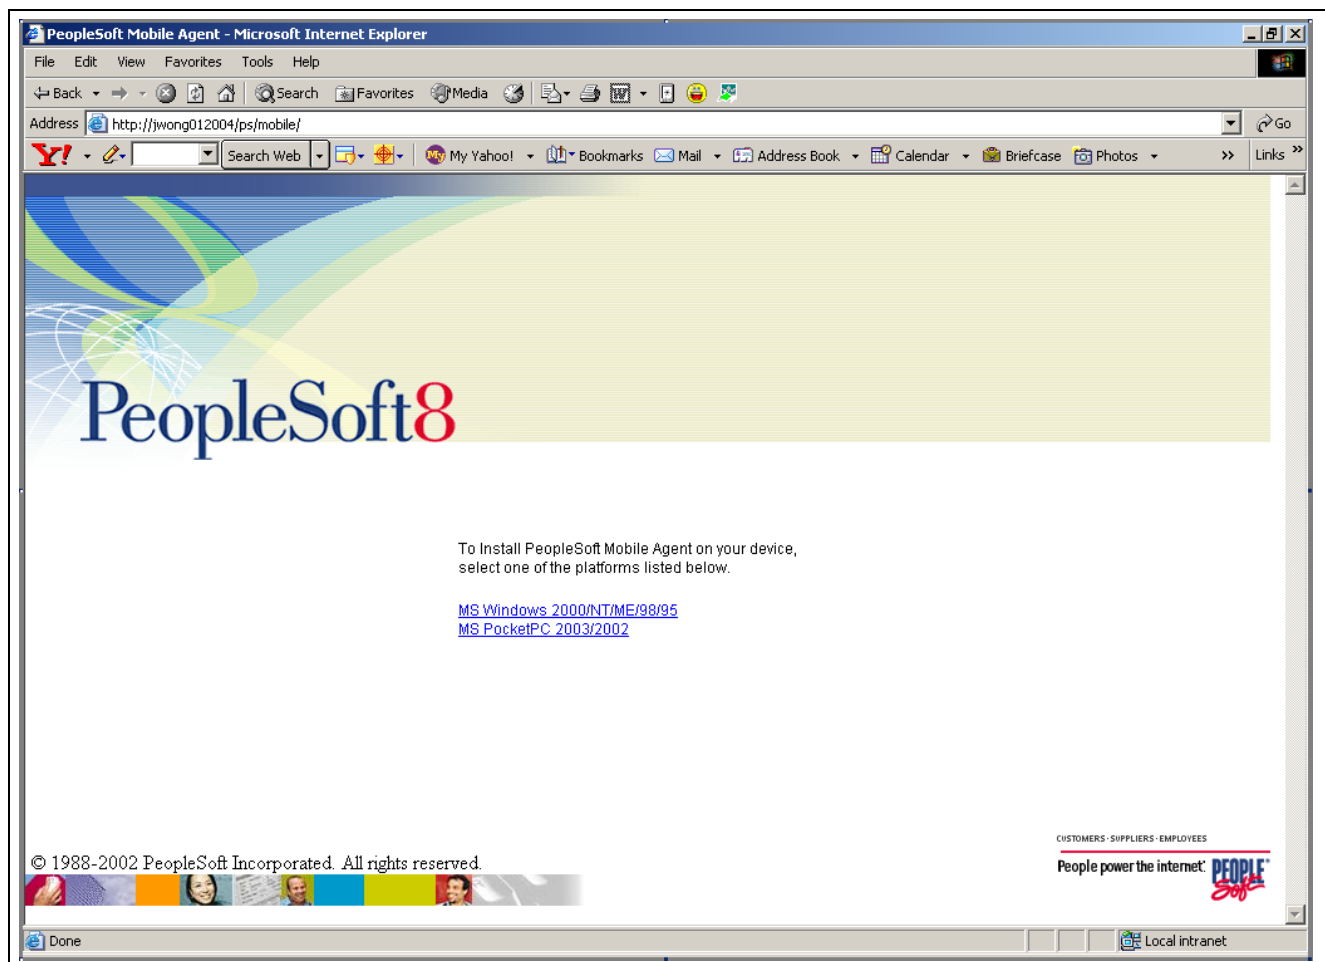 PeopleSoft Mobile Agent - Microsoft Internet Explorer
File Edit View Favorites Tools Help
Back Search Favorites Media
Address http://jwong012004/ps/mobile/ Go
Y! Search Web My Yahoo! Bookmarks Mail Address Book Calendar Briefcase Photos >> Links >>
PeopleSoft8
To Install PeopleSoft Mobile Agent on your device,
select one of the platforms listed below.
MS Windows 2000/NT/ME/98/95
MS PocketPC 2003/2002
CUSTOMERS · SUPPLIERS · EMPLOYEES
© 1988-2002 PeopleSoft Incorporated. All rights reserved.
People power the internet.
PEOPLE
Soft
Done Local intranet